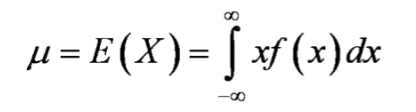 μ = E(X) = ∫_{-∞}^{∞} xf(x)dx